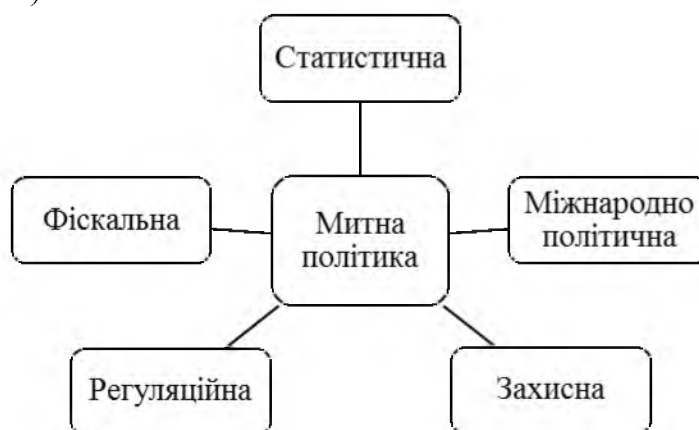 )
Статистична
Фіскальна
Митна
політика
Міжнародно
політична
Регуляційна
Захисна